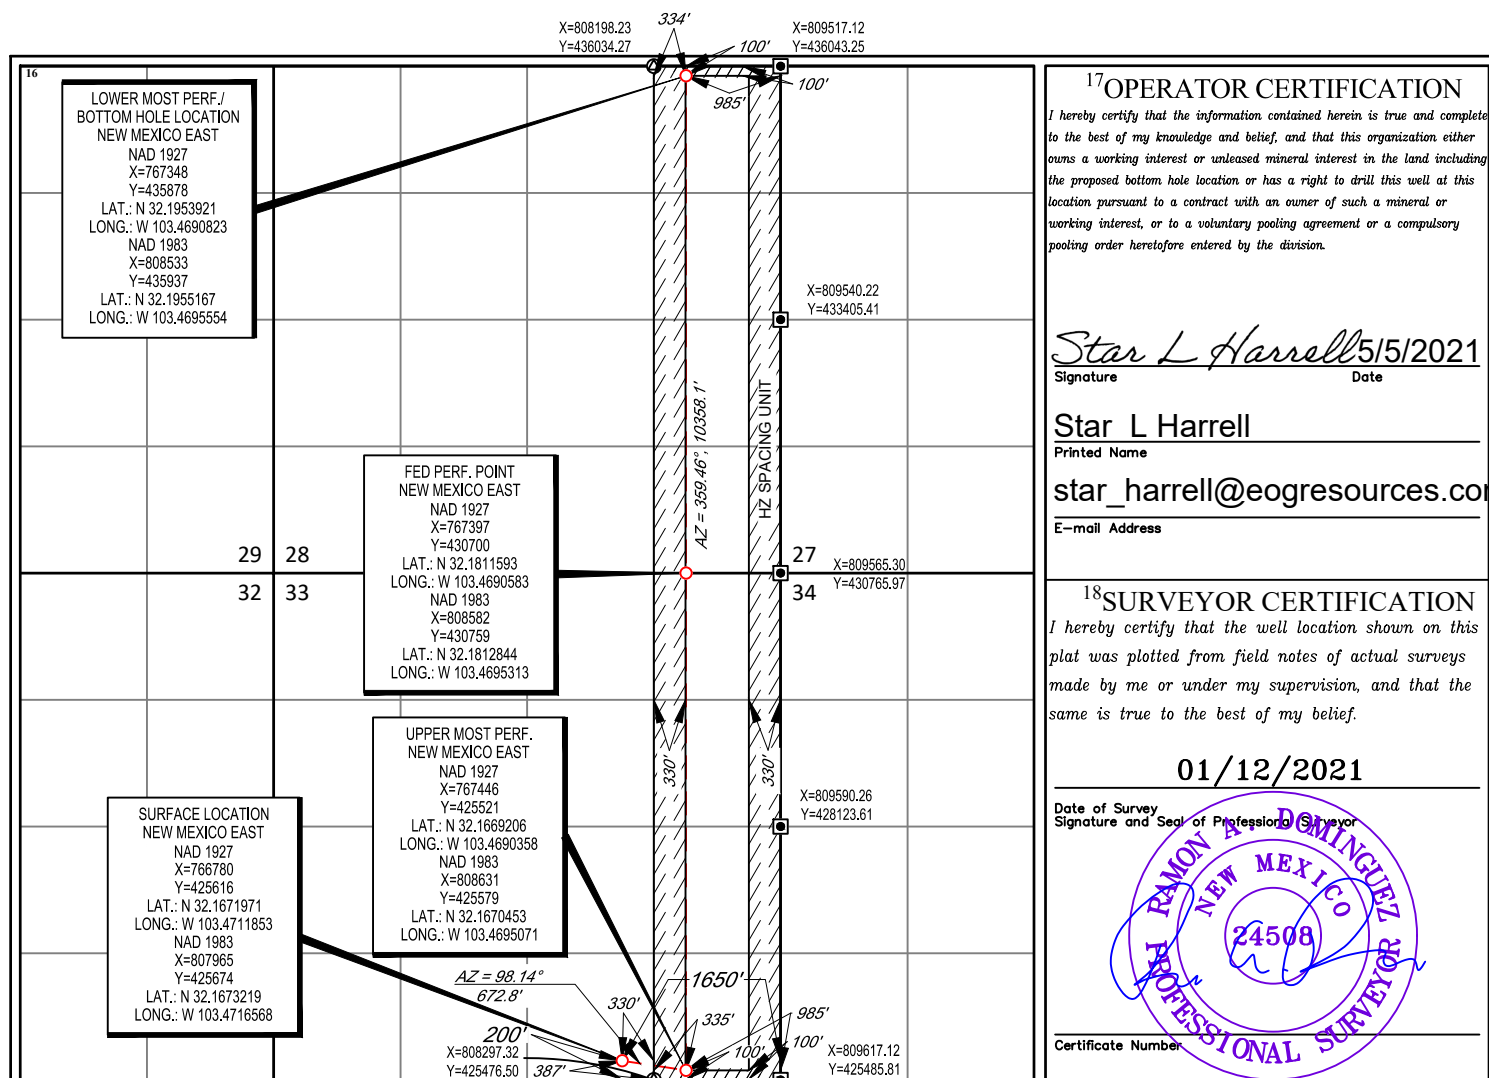 X=808198.23
Y=436034.27
334'
X=809517.12
Y=436043.25
100'
100'
985'
16
LOWER MOST PERF./
BOTTOM HOLE LOCATION
NEW MEXICO EAST
NAD 1927
X=767348
Y=435878
LAT.: N 32.1953921
LONG.: W 103.4690823
NAD 1983
X=808533
Y=435937
LAT.: N 32.1955167
LONG.: W 103.4695554
X=809540.22
Y=433405.41
AZ = 359.46°, 10358.1'
HZ SPACING UNIT
FED PERF. POINT
NEW MEXICO EAST
NAD 1927
X=767397
Y=430700
LAT.: N 32.1811593
LONG.: W 103.4690583
NAD 1983
X=808582
Y=430759
LAT.: N 32.1812844
LONG.: W 103.4695313
29 28
32 33
27
34
X=809565.30
Y=430765.97
330'
330'
UPPER MOST PERF.
NEW MEXICO EAST
NAD 1927
X=767446
Y=425521
LAT.: N 32.1669206
LONG.: W 103.4690358
NAD 1983
X=808631
Y=425579
LAT.: N 32.1670453
LONG.: W 103.4695071
X=809590.26
Y=428123.61
SURFACE LOCATION
NEW MEXICO EAST
NAD 1927
X=766780
Y=425616
LAT.: N 32.1671971
LONG.: W 103.4711853
NAD 1983
X=807965
Y=425674
LAT.: N 32.1673219
LONG.: W 103.4716568
AZ = 98.14°
672.8'
330'
1650'
335'
985'
200'
100'
100'
X=808297.32
Y=425476.50
387'
X=809617.12
Y=425485.81
17OPERATOR CERTIFICATION
I hereby certify that the information contained herein is true and complete
to the best of my knowledge and belief, and that this organization either
owns a working interest or unleased mineral interest in the land including
the proposed bottom hole location or has a right to drill this well at this
location pursuant to a contract with an owner of such a mineral or
working interest, or to a voluntary pooling agreement or a compulsory
pooling order heretofore entered by the division.
Star L Harrell 5/5/2021
Signature Date
Star L Harrell
Printed Name
star_harrell@eogresources.co
E-mail Address
18SURVEYOR CERTIFICATION
I hereby certify that the well location shown on this
plat was plotted from field notes of actual surveys
made by me or under my supervision, and that the
same is true to the best of my belief.
01/12/2021
Date of Survey
Signature and Seal of Professional Surveyor
RAMON A. DOMINGUEZ
NEW MEXICO
24508
PROFESSIONAL SURVEYOR
Certificate Number